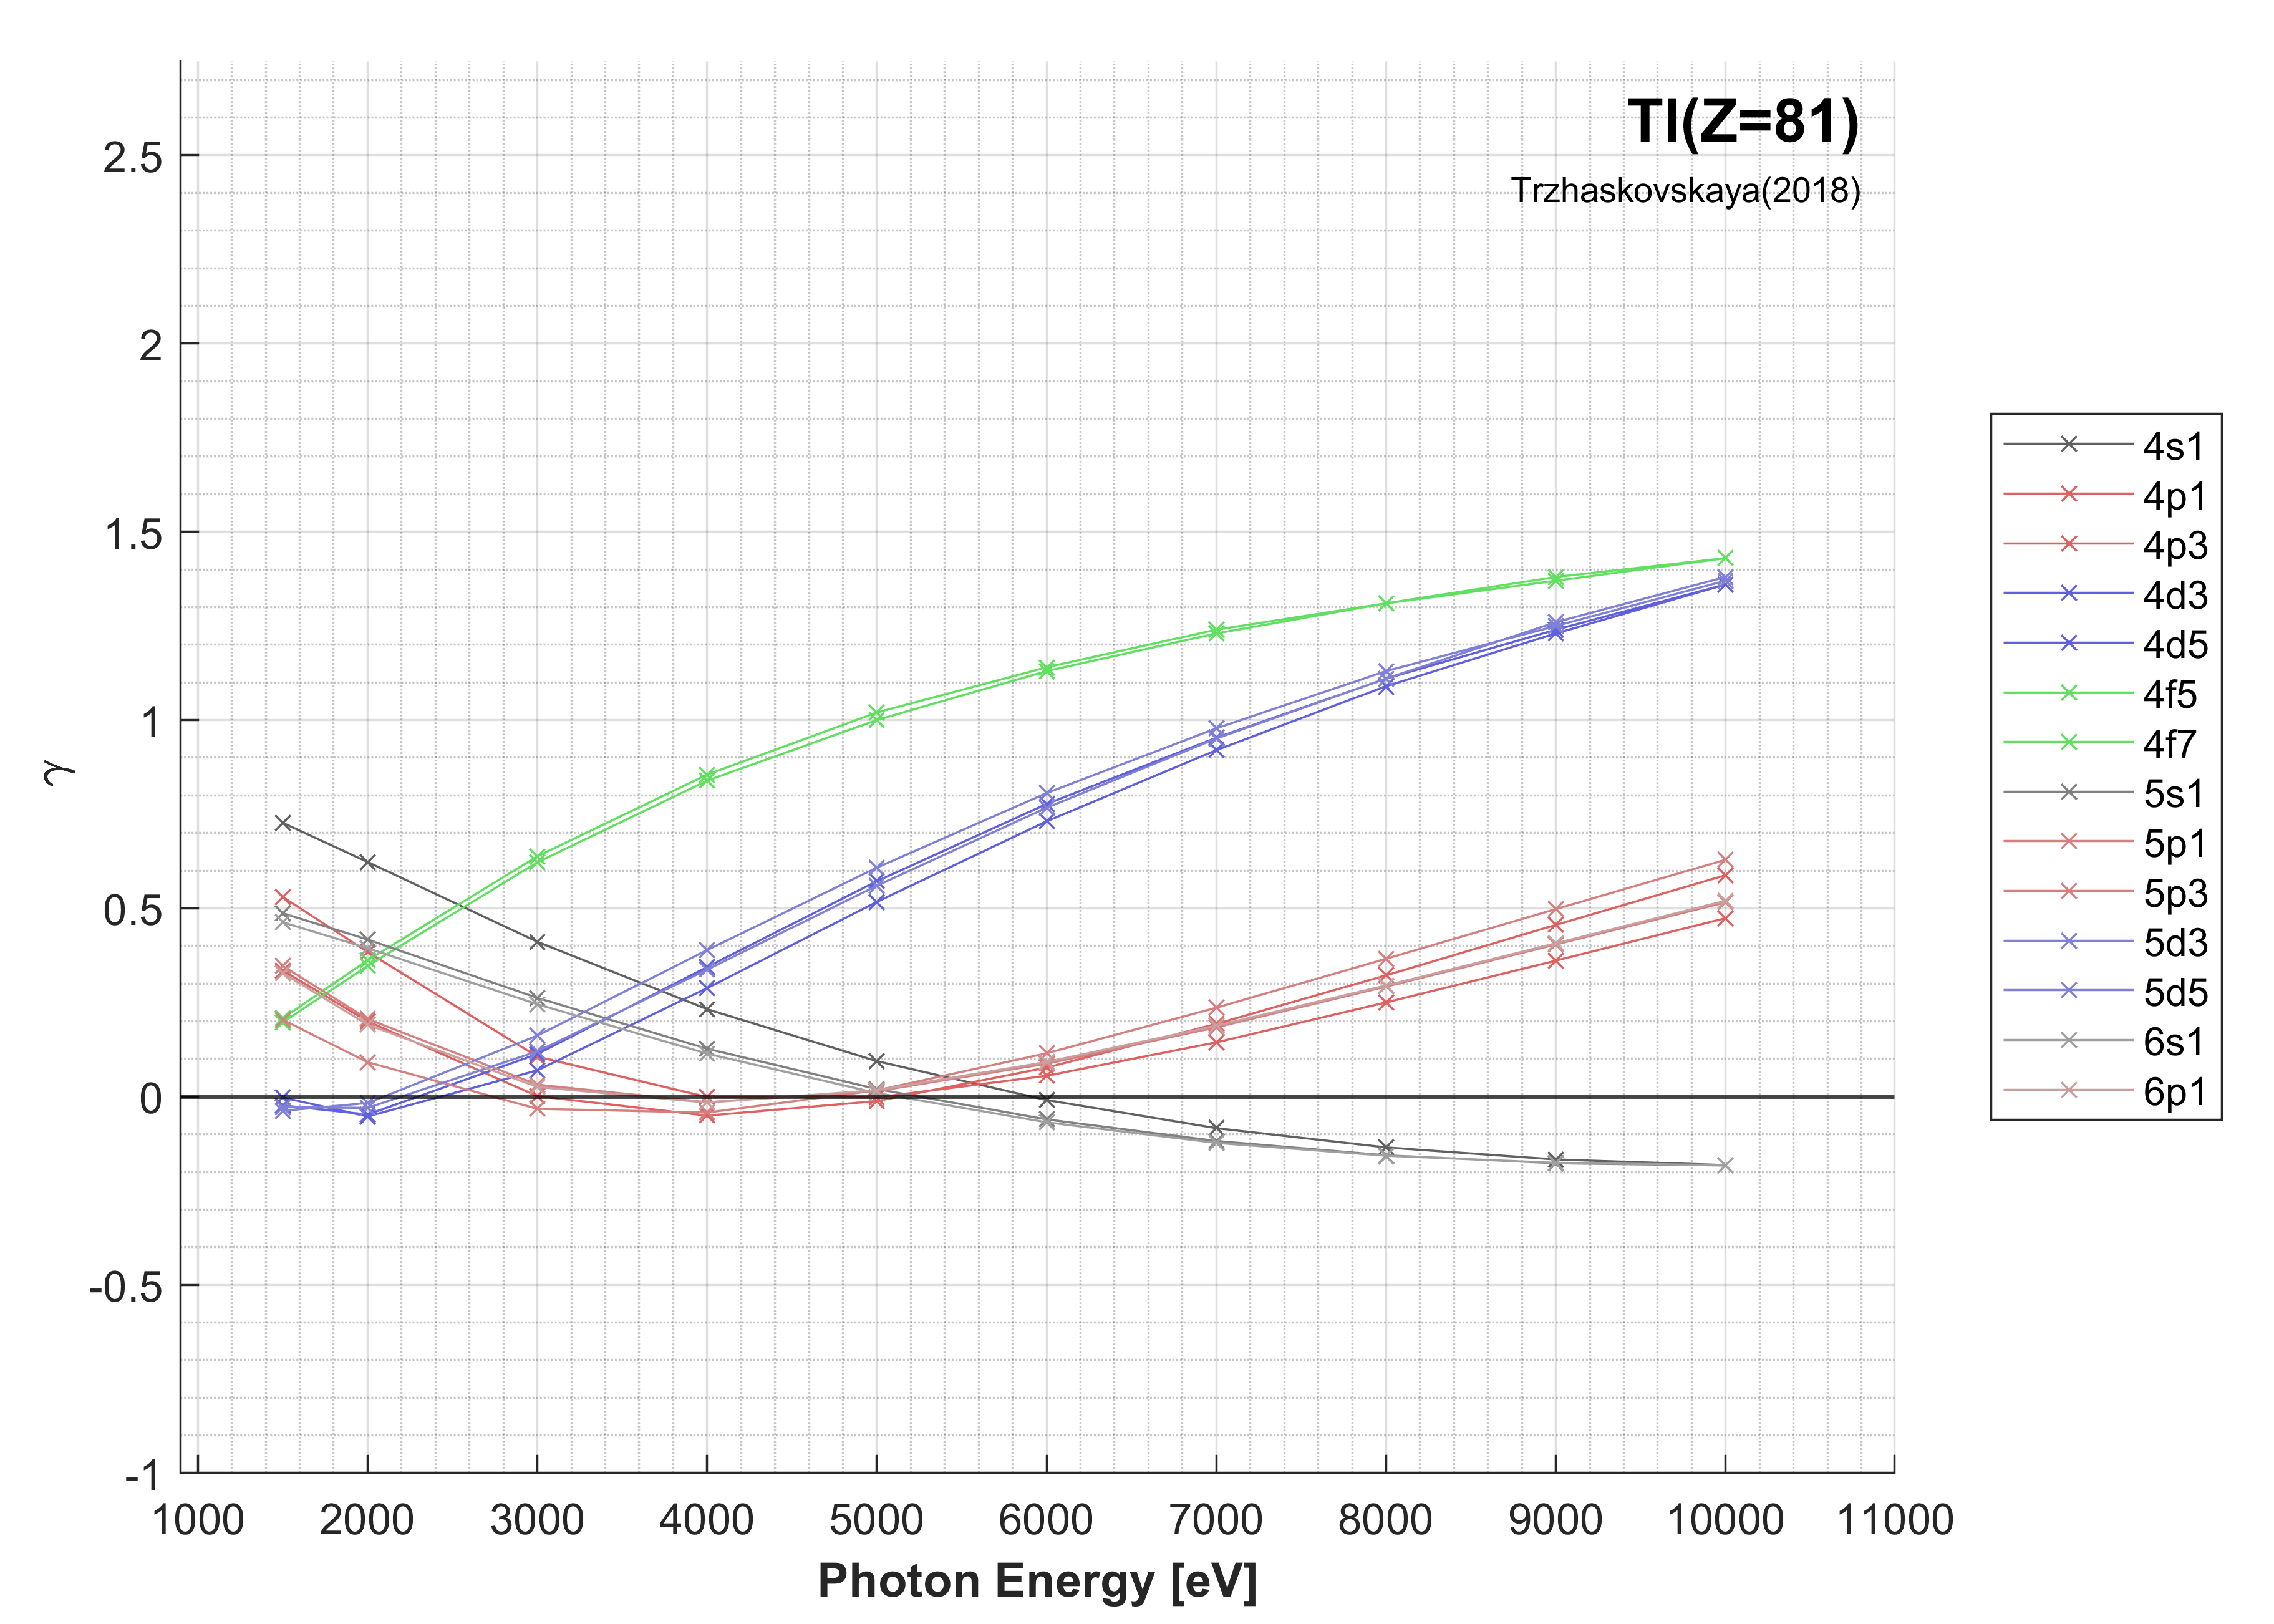 Tl(Z=81)
Trzhaskovskaya(2018)
2.5
2
1.5
1
0.5
0
-0.5
-1
γ
1000 2000 3000 4000 5000 6000 7000 8000 9000 10000 11000
Photon Energy [eV]
4s1
4p1
4p3
4d3
4d5
4f5
4f7
5s1
5p1
5p3
5d3
5d5
6s1
6p1